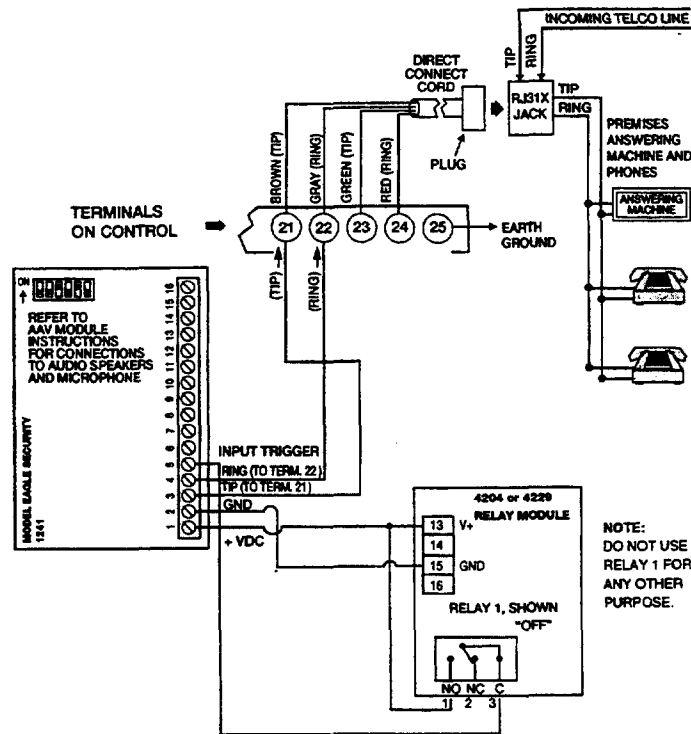 INCOMING TELCO LINE
TIP
RING
DIRECT
CONNECT
CORD
RJ31X
JACK
TIP
RING
PLUG
PREMISES
ANSWERING
MACHINE AND
PHONES
ANSWERING
MACHINE
BROWN (TIP)
GRAY (RING)
GREEN (TIP)
RED (RING)
TERMINALS
ON CONTROL
21
22
23
24
25
EARTH
GROUND
(TIP)
(RING)
ON
REFER TO
AAV MODULE
INSTRUCTIONS
FOR CONNECTIONS
TO AUDIO SPEAKERS
AND MICROPHONE
MODEL EAGLE SECURITY
1241
16
15
14
13
12
11
10
9
8
7
6
5
4
3
2
1
INPUT TRIGGER
RING (TO TERM. 22)
TIP (TO TERM. 21)
GND
+ VDC
4204 or 4229
RELAY MODULE
13 V+
14
15 GND
16
RELAY 1, SHOWN
"OFF"
NO NC C
1 2 3
NOTE:
DO NOT USE
RELAY 1 FOR
ANY OTHER
PURPOSE.